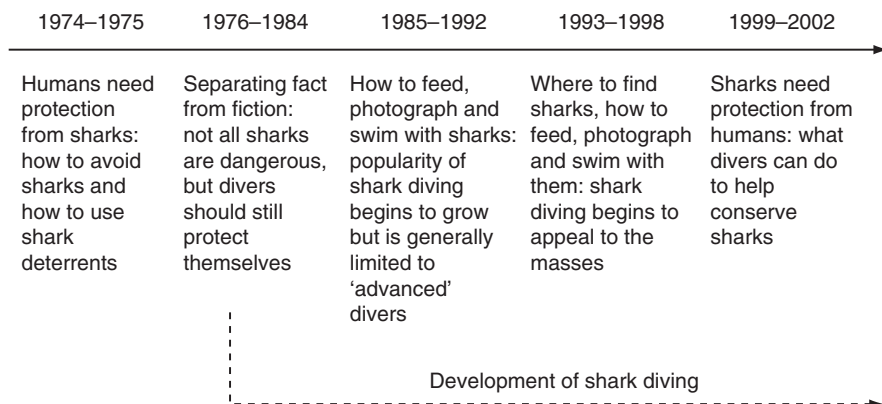 1974–1975
1976–1984
1985–1992
1993–1998
1999–2002
Humans need
protection
from sharks:
how to avoid
sharks and
how to use
shark
deterrents
Separating fact
from fiction:
not all sharks
are dangerous,
but divers
should still
protect
themselves
How to feed,
photograph and
swim with sharks:
popularity of
shark diving
begins to grow
but is generally
limited to
‘advanced’
divers
Where to find
sharks, how to
feed, photograph
and swim with
them: shark
diving begins to
appeal to the
masses
Sharks need
protection from
humans: what
divers can do
to help
conserve
sharks
Development of shark diving